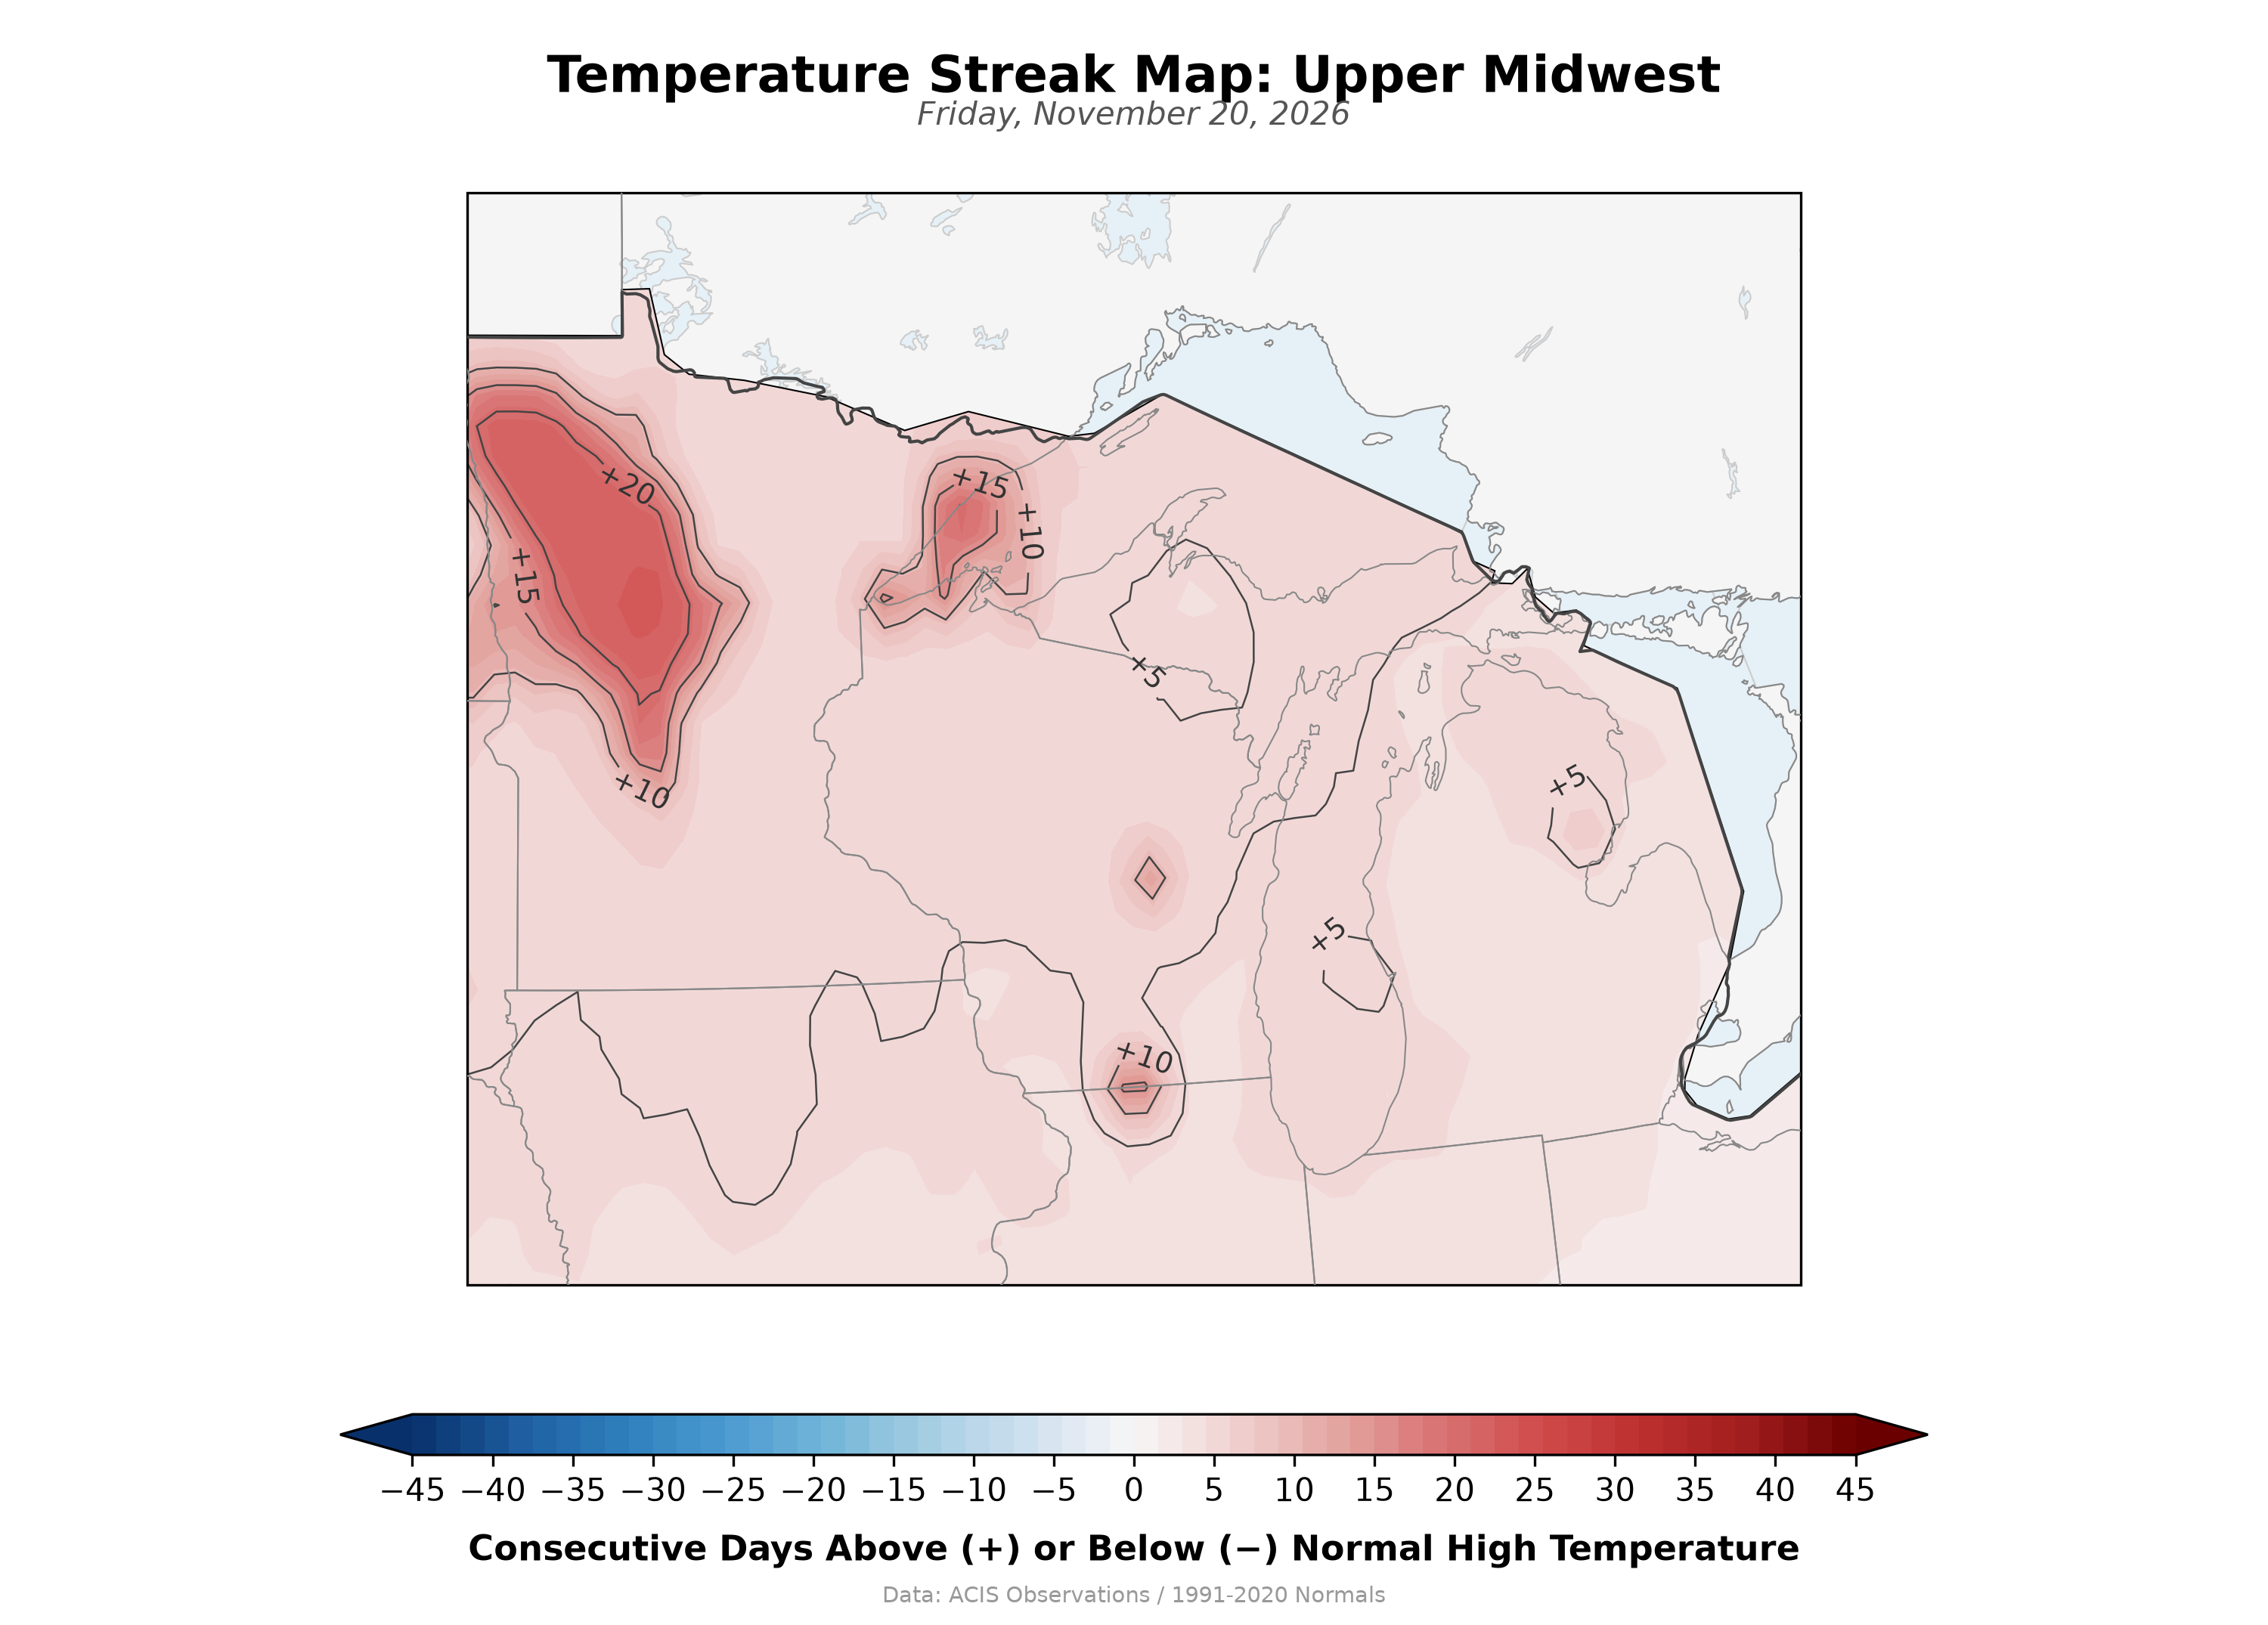 Temperature Streak Map: Upper Midwest
Friday, November 20, 2026
+20
+15
+10
+15
+10
+5
+5
+5
+10
−45 −40 −35 −30 −25 −20 −15 −10 −5 0 5 10 15 20 25 30 35 40 45
Consecutive Days Above (+) or Below (−) Normal High Temperature
Data: ACIS Observations / 1991-2020 Normals